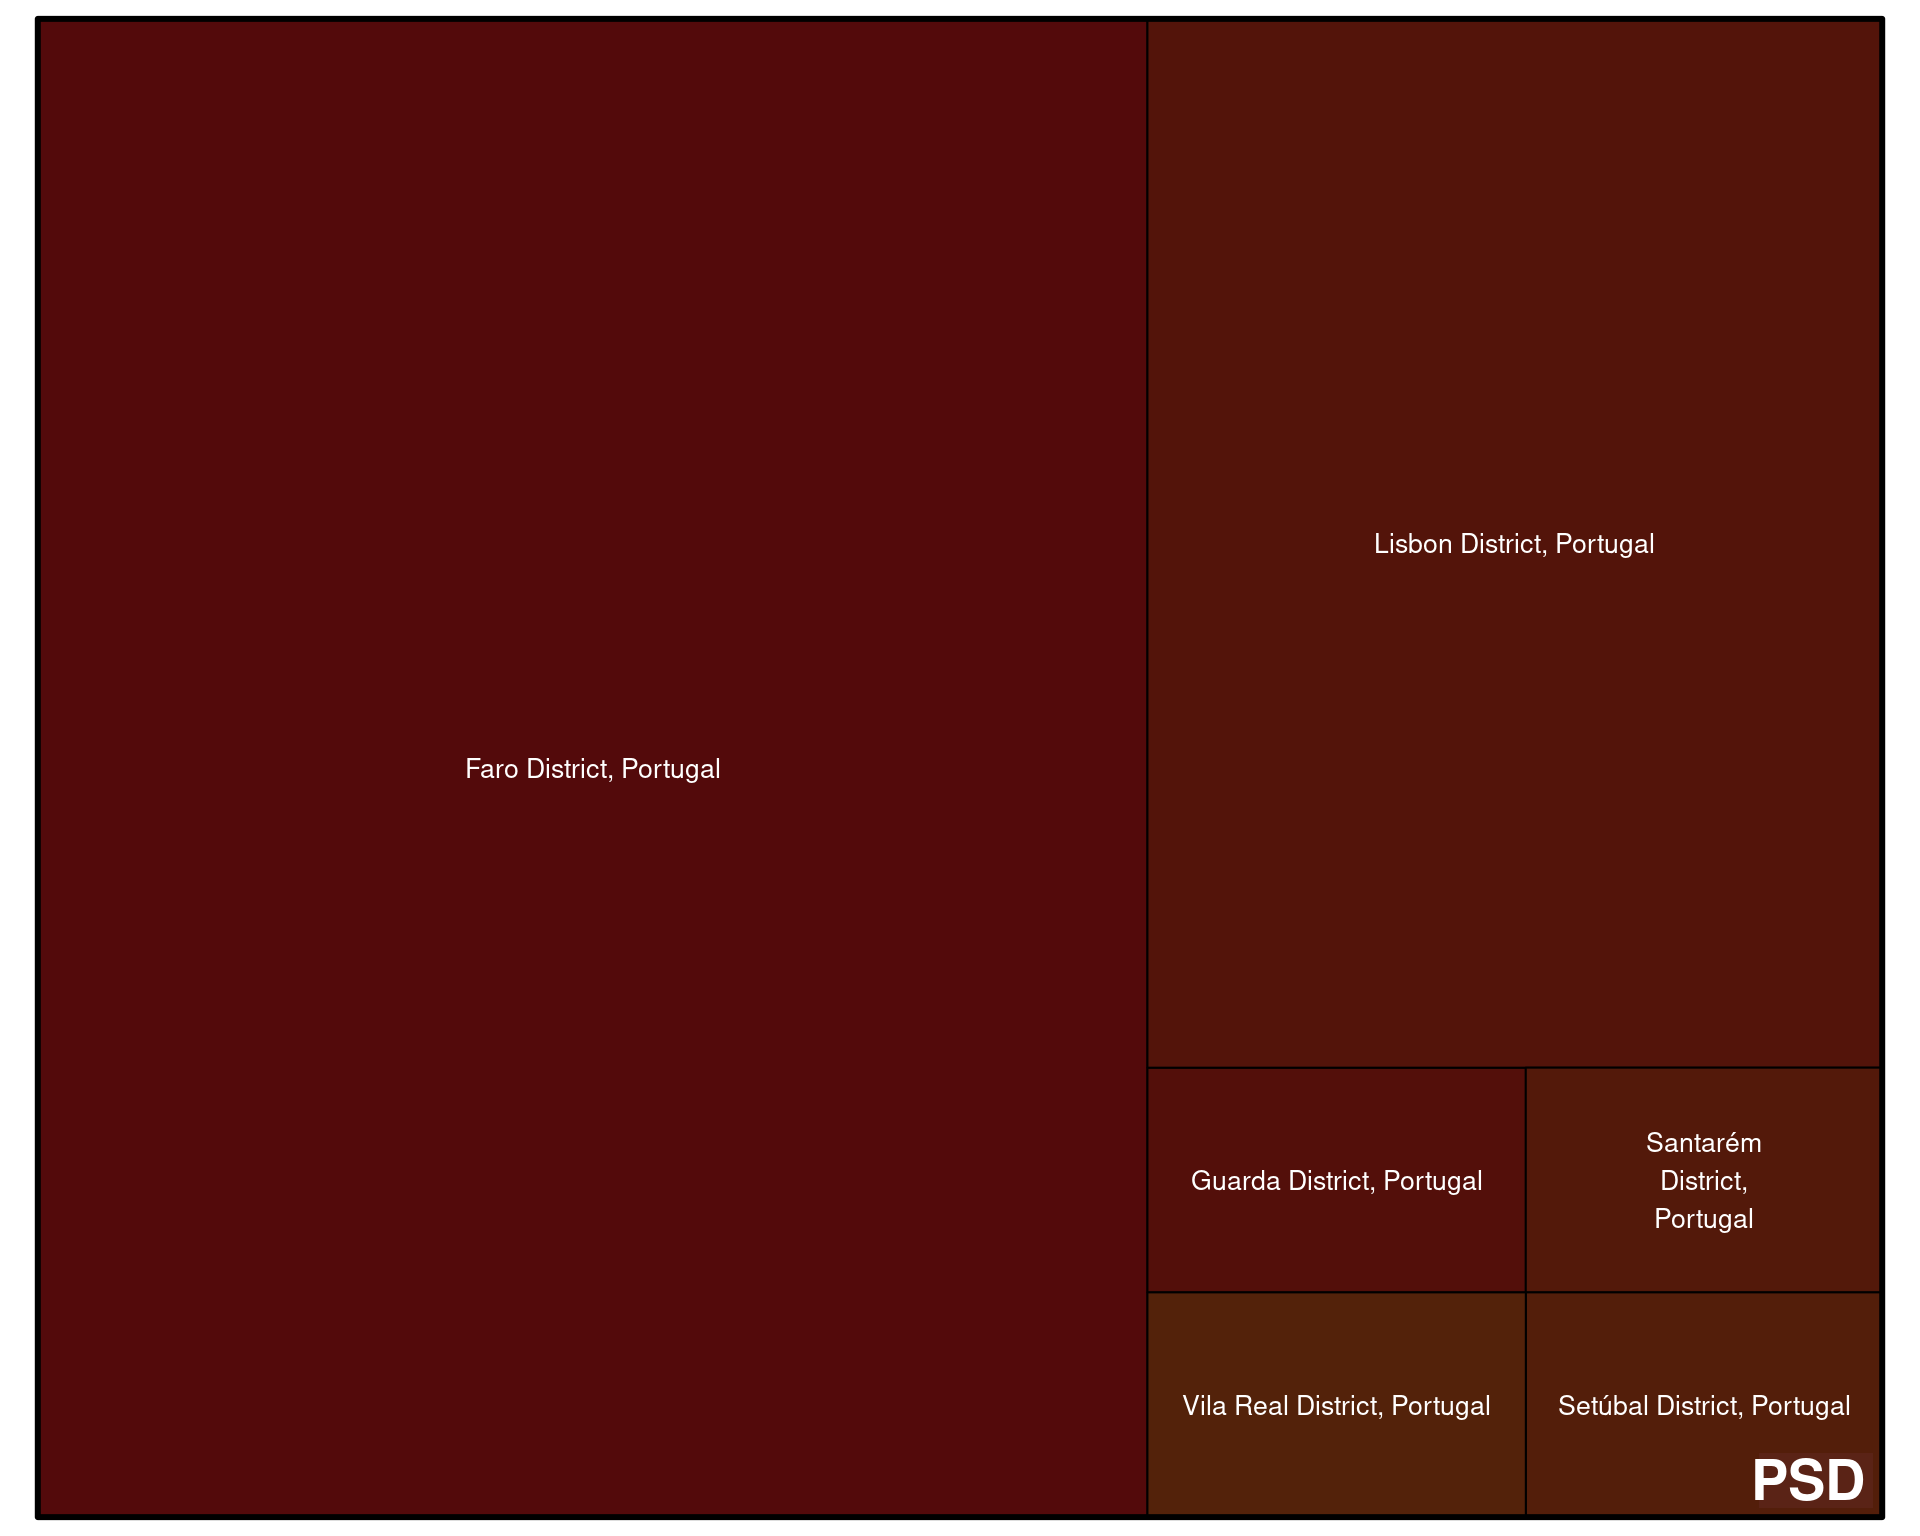 Faro District, Portugal
Lisbon District, Portugal
Guarda District, Portugal
Santarém
District,
Portugal
Vila Real District, Portugal
Setúbal District, Portugal
PSD